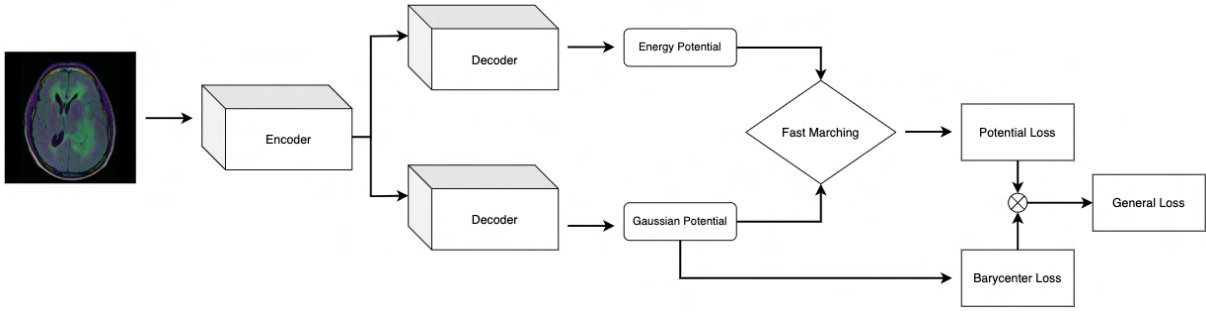 Decoder
Energy Potential
Encoder
Fast Marching
Potential Loss
Decoder
Gaussian Potential
General Loss
Barycenter Loss